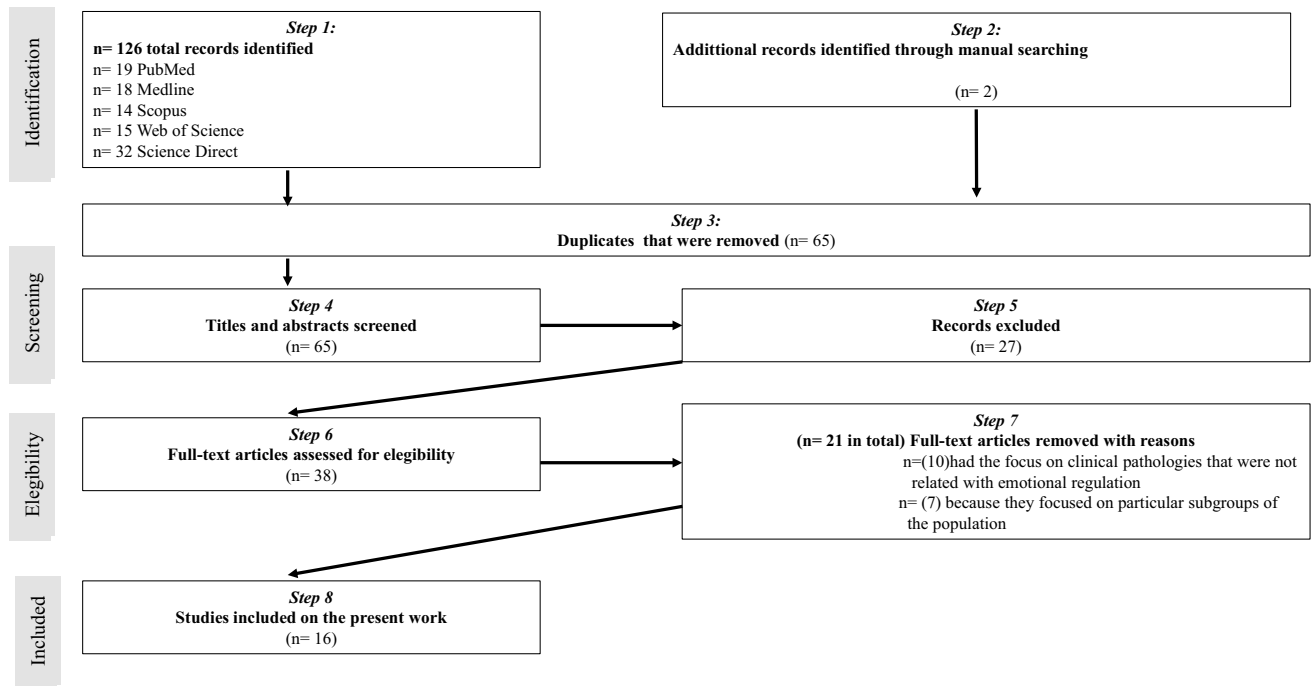 Identification
Step 1:
n= 126 total records identified
n= 19 PubMed
n= 18 Medline
n= 14 Scopus
n= 15 Web of Science
n= 32 Science Direct
Step 2:
Addittional records identified through manual searching
(n= 2)
Step 3:
Duplicates that were removed (n= 65)
Screening
Step 4
Titles and abstracts screened
(n= 65)
Step 5
Records excluded
(n= 27)
Elegibility
Step 6
Full-text articles assessed for elegibility
(n= 38)
Step 7
(n= 21 in total) Full-text articles removed with reasons
n=(10)had the focus on clinical pathologies that were not
related with emotional regulation
n= (7) because they focused on particular subgroups of
the population
Included
Step 8
Studies included on the present work
(n= 16)